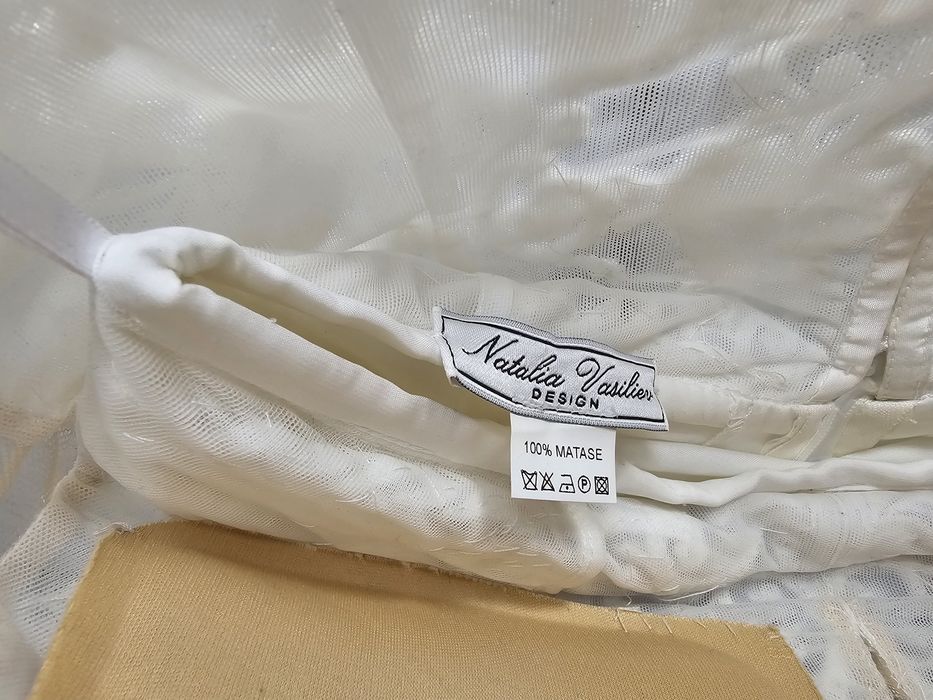 Natalia Vasiliev
DESIGN
100% MATASE
P